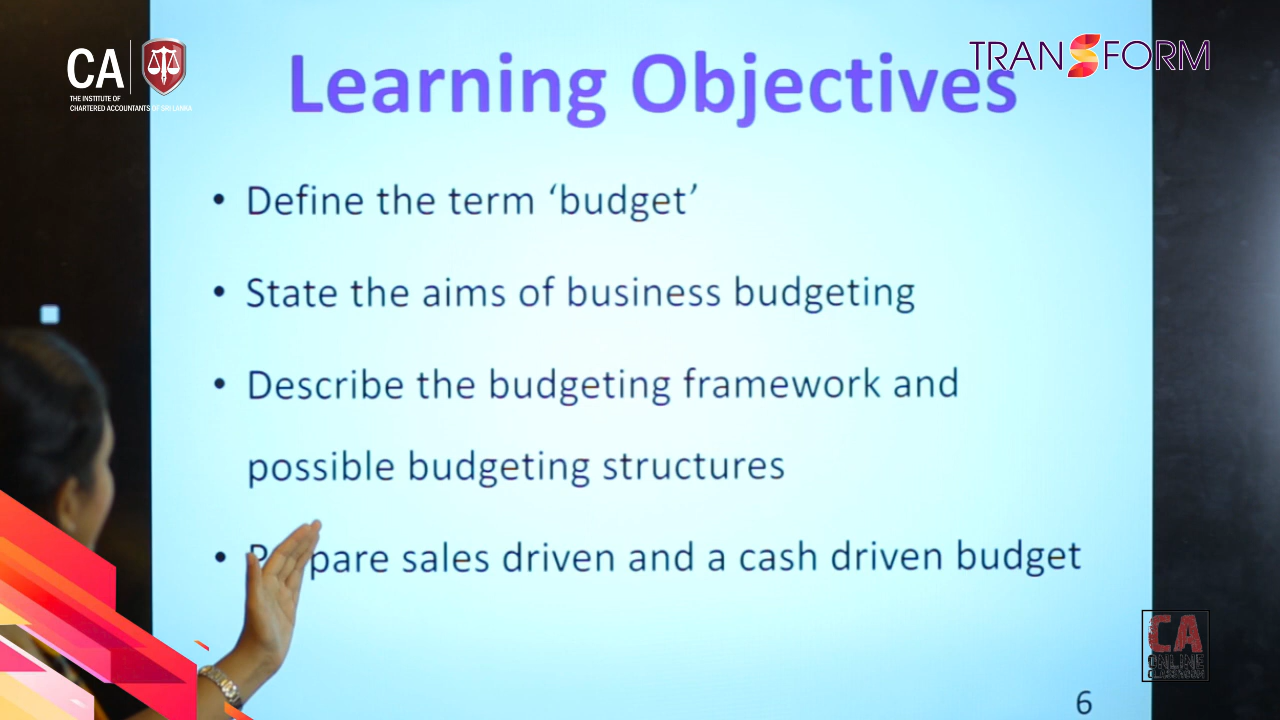 CA
THE INSTITUTE OF
CHARTERED ACCOUNTANTS OF SRI LANKA
TRANSFORM
Learning Objectives
• Define the term ‘budget’
• State the aims of business budgeting
• Describe the budgeting framework and
possible budgeting structures
• pare sales driven and a cash driven budget
CA
ONLINE
CLASSROOM
6